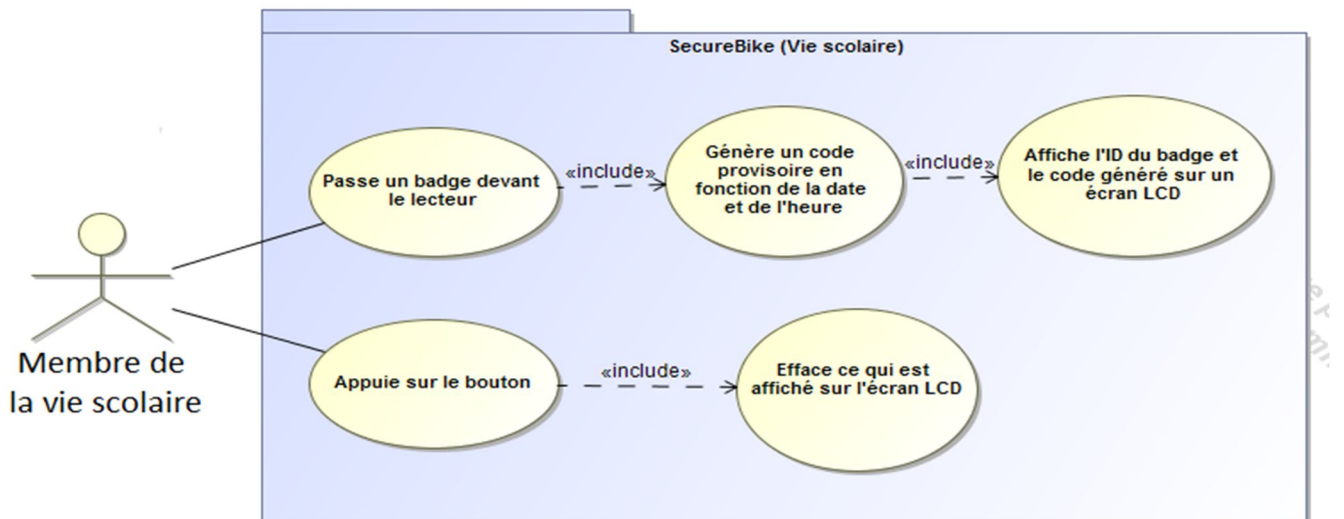 SecureBike (Vie scolaire)
Passe un badge devant
le lecteur
«include»
Génère un code
provisoire en
fonction de la date
et de l'heure
«include»
Affiche l'ID du badge et
le code généré sur un
écran LCD
Membre de
la vie scolaire
Appuie sur le bouton
«include»
Efface ce qui est
affiché sur l'écran LCD